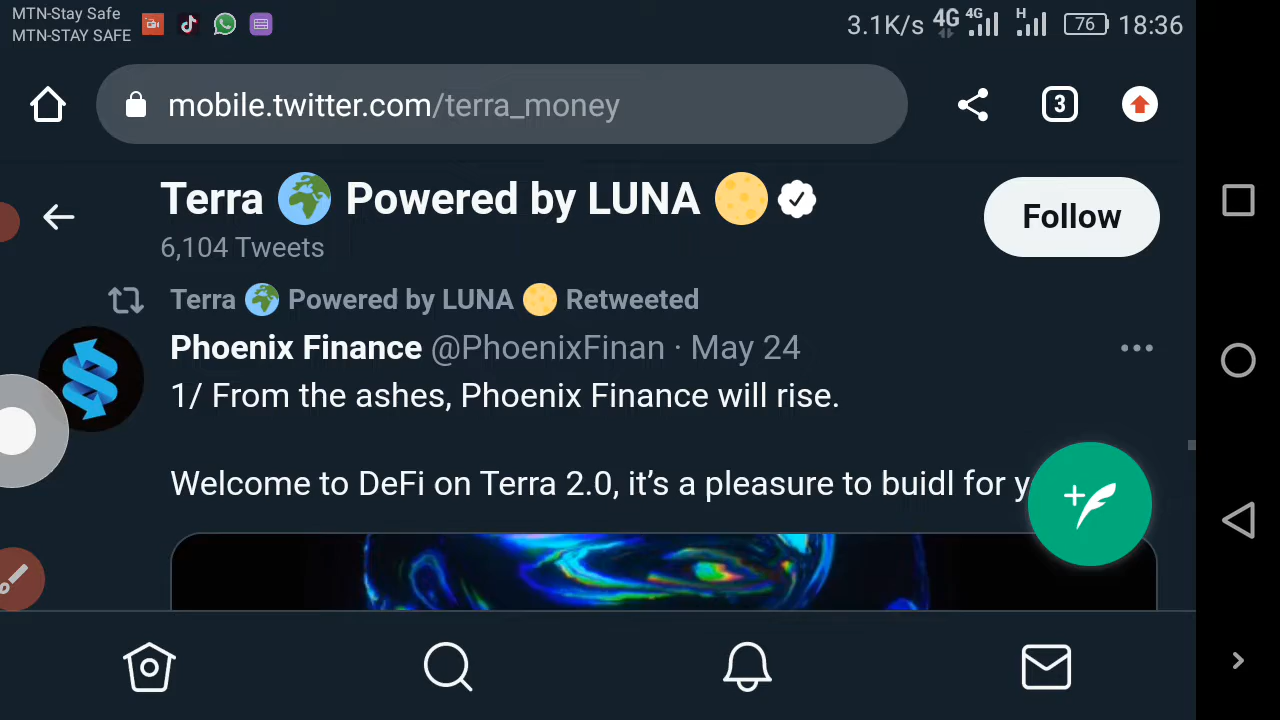 MTN-Stay Safe
MTN-STAY SAFE
3.1K/s 4G 4G H 76 18:36
mobile.twitter.com/terra_money
3
Terra 🌍 Powered by LUNA 🌕
6,104 Tweets
Follow
Terra 🌍 Powered by LUNA 🌕 Retweeted
Phoenix Finance @PhoenixFinan · May 24
1/ From the ashes, Phoenix Finance will rise.
Welcome to DeFi on Terra 2.0, it’s a pleasure to buidl for y